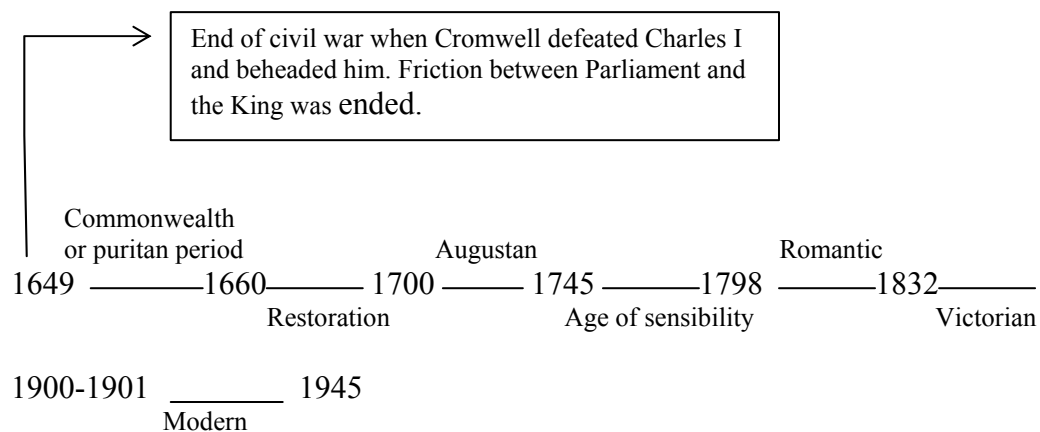 End of civil war when Cromwell defeated Charles I
and beheaded him. Friction between Parliament and
the King was ended.
Commonwealth
or puritan period Augustan Romantic
1649 1660 1700 1745 1798 1832
Restoration Age of sensibility Victorian
1900-1901 1945
Modern